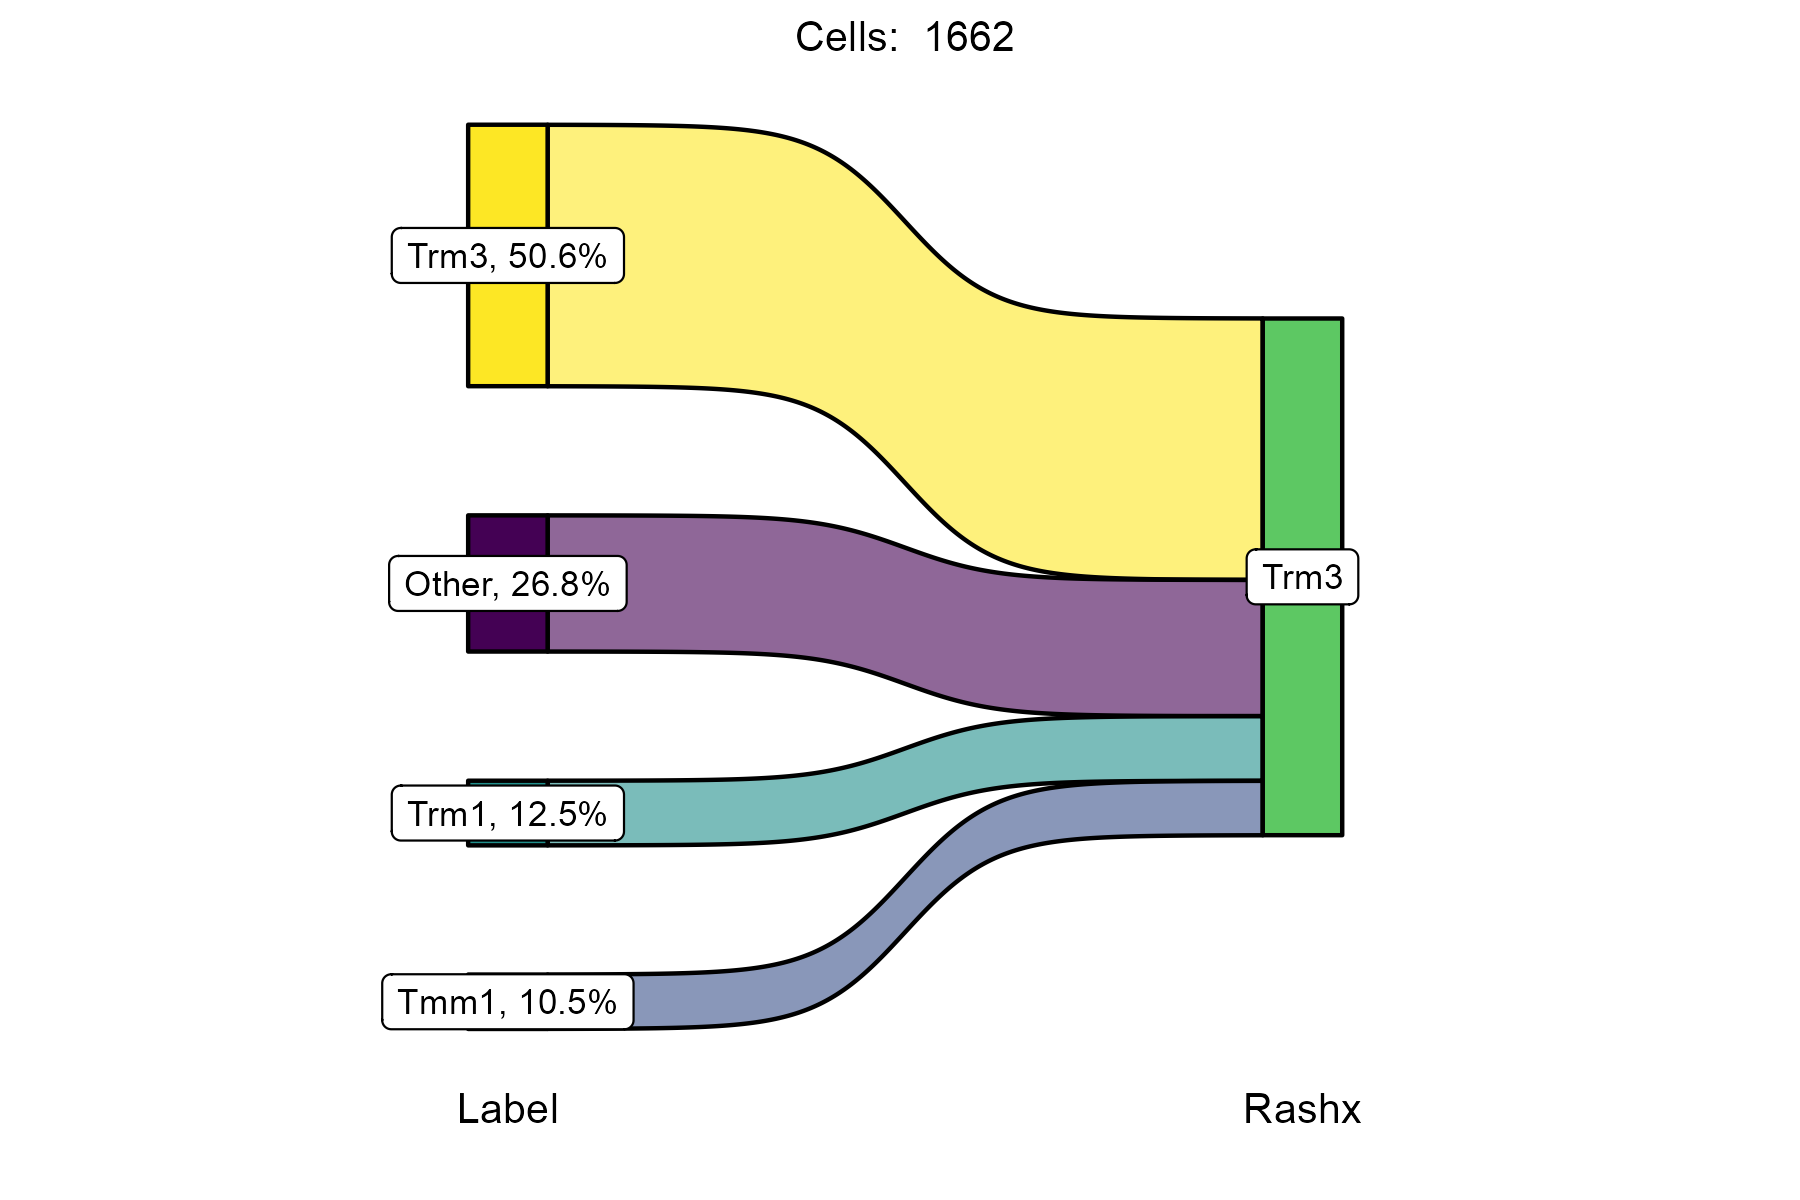 Cells: 1662
Trm3, 50.6%
Other, 26.8%
Trm3
Trm1, 12.5%
Tmm1, 10.5%
Label
Rashx